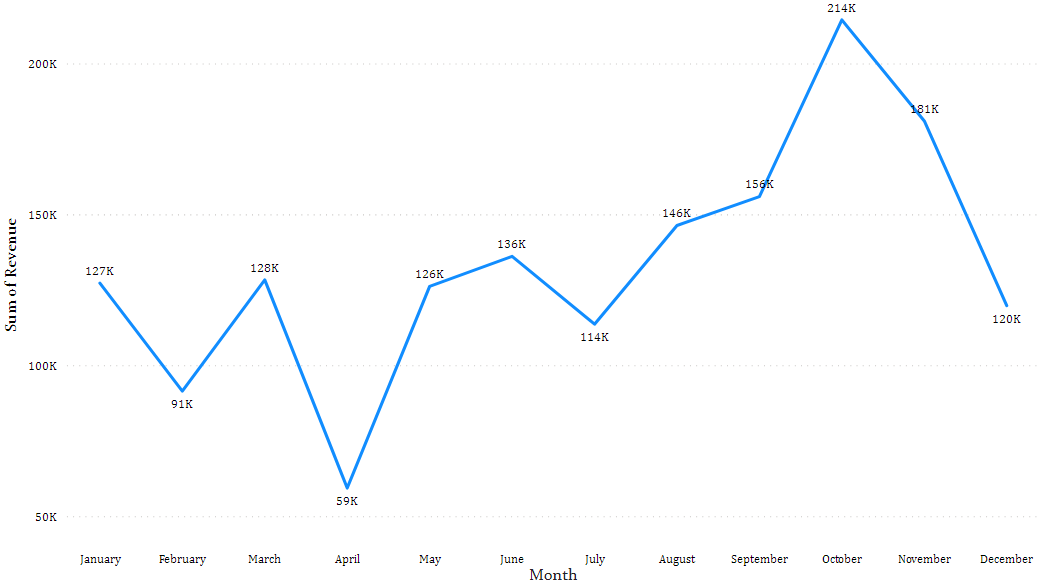 214K
200K
181K
156K
150K
146K
136K
127K
128K
126K
120K
114K
100K
91K
59K
50K
Sum of Revenue
January February March April May June July August September October November December
Month